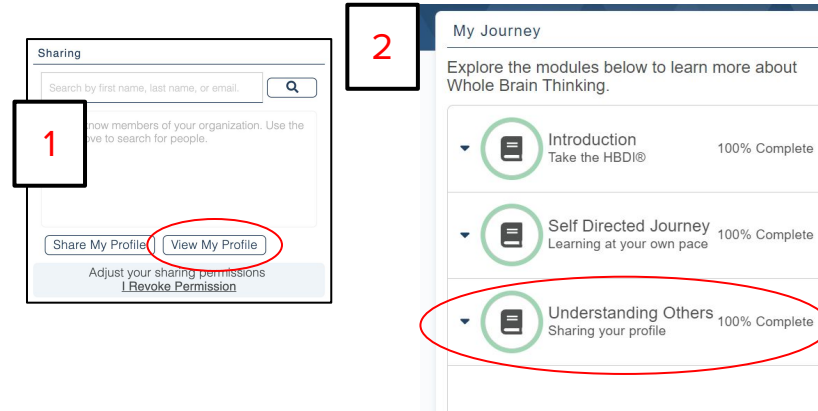 1
Sharing
Search by first name, last name, or email.
know members of your organization. Use the
ve to search for people.
Share My Profile
View My Profile
Adjust your sharing permissions
I Revoke Permission
2
My Journey
Explore the modules below to learn more about
Whole Brain Thinking.
Introduction
Take the HBDI®
100% Complete
Self Directed Journey
Learning at your own pace
100% Complete
Understanding Others
Sharing your profile
100% Complete